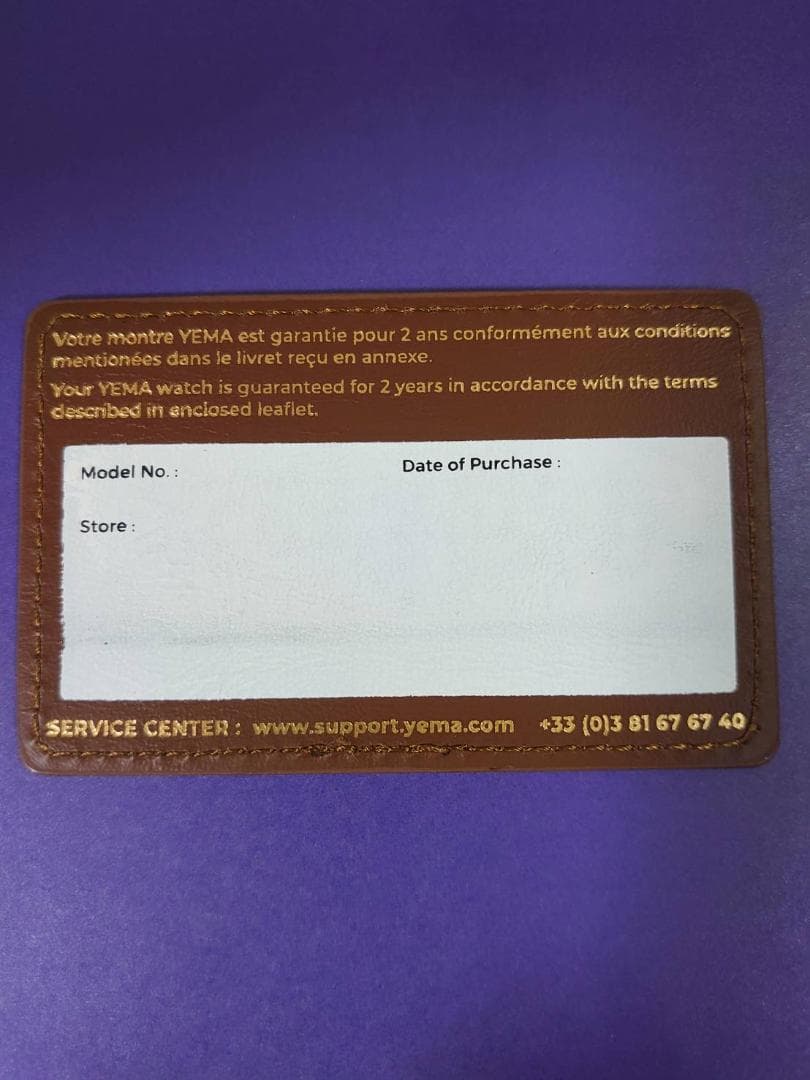 Votre montre YEMA est garantie pour 2 ans conformément aux conditions
mentionées dans le livret reçu en annexe.
Your YEMA watch is guaranteed for 2 years in accordance with the terms
described in enclosed leaflet.
Model No. :
Date of Purchase :
Store :
SERVICE CENTER : www.support.yema.com +33 (0)3 81 67 67 40